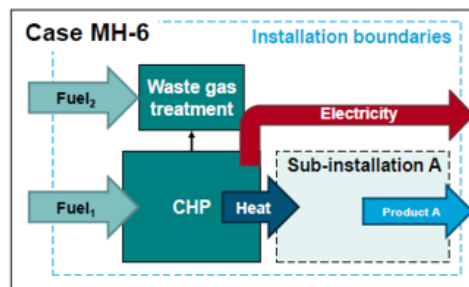 Case MH-6
Installation boundaries
Fuel₂
Waste gas
treatment
Electricity
Sub-installation A
Fuel₁
CHP
Heat
Product A